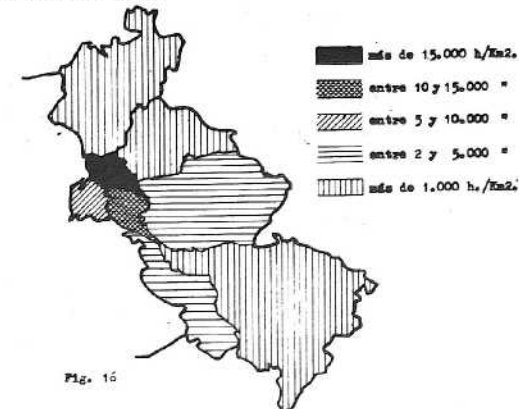 más de 15.000 h/Km2.
entre 10 y 15.000 "
entre 5 y 10.000 "
entre 2 y 5.000 "
más de 1.000 h./Km2.
Fig. 16